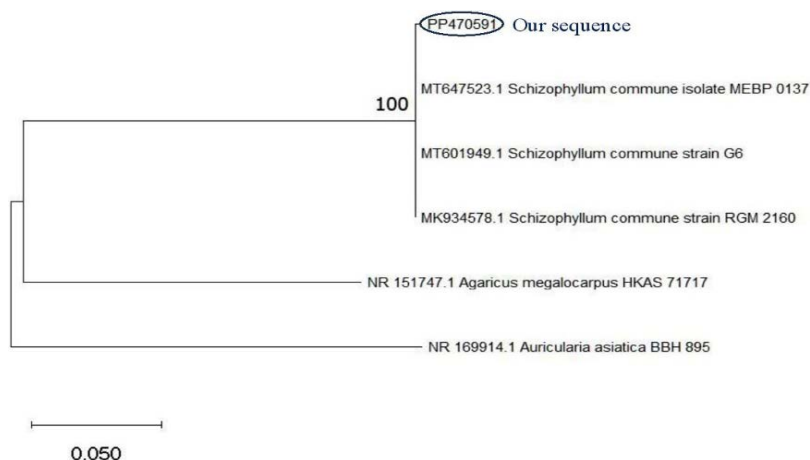 PP470591 Our sequence
MT647523.1 Schizophyllum commune isolate MEBP 0137
100
MT601949.1 Schizophyllum commune strain G6
MK934578.1 Schizophyllum commune strain RGM 2160
NR 151747.1 Agaricus megalocarpus HKAS 71717
NR 169914.1 Auricularia asiatica BBH 895
0.050